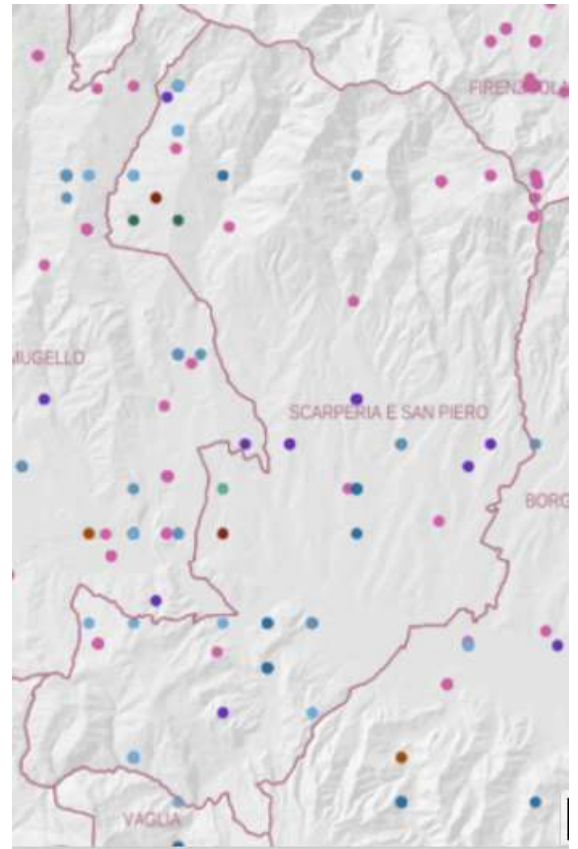 FIRENZUOLA
MUGELLO
SCARPERIA E SAN PIERO
BORG
VAGLIA